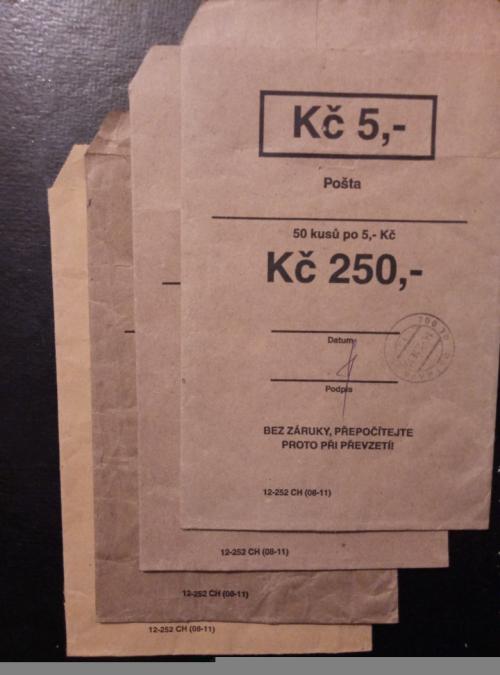 Kč 5,-
Pošta
50 kusů po 5,- Kč
Kč 250,-
Datum
Podpis
BEZ ZÁRUKY, PŘEPOČÍTEJTE
PROTO PŘI PŘEVZETÍ!
12-252 CH (08-11)
12-252 CH (08-11)
12-252 CH (08-11)
12-252 CH (08-11)